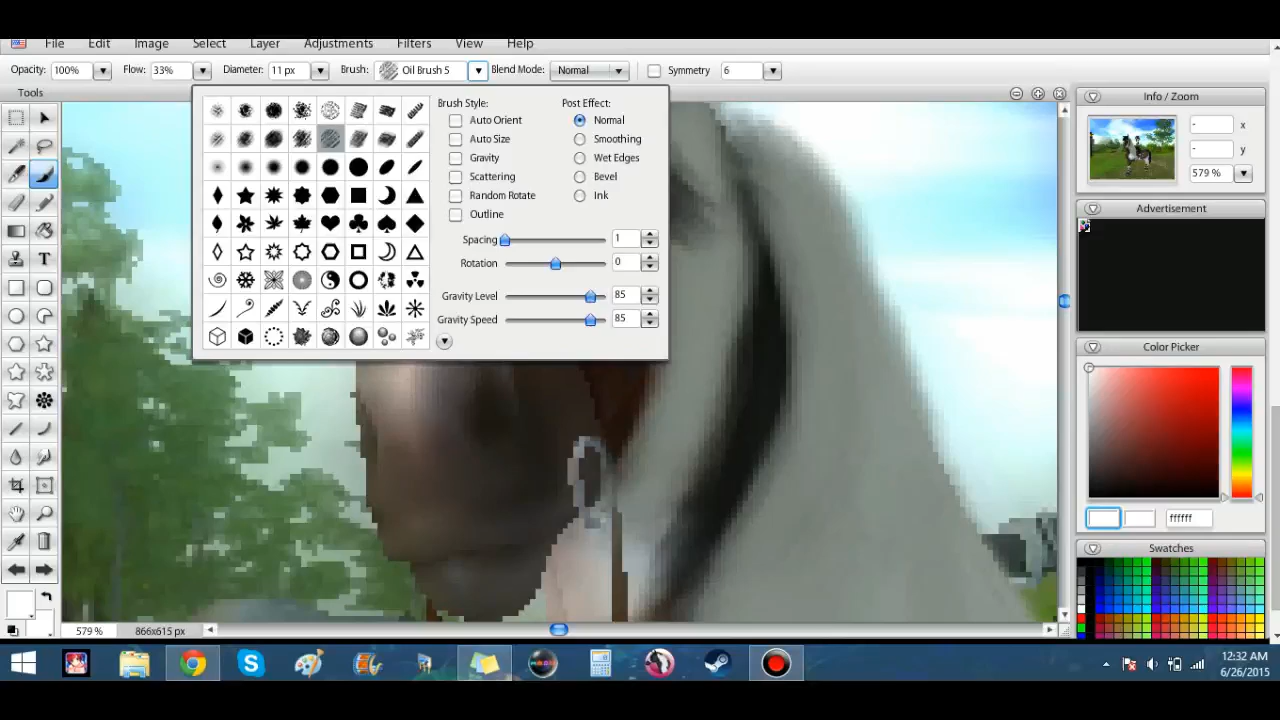 File Edit Image Select Layer Adjustments Filters View Help
Opacity: 100% Flow: 33% Diameter: 11 px Brush: Oil Brush 5 Blend Mode: Normal Symmetry 6
Tools
Brush Style:
Auto Orient
Auto Size
Gravity
Scattering
Random Rotate
Outline
Spacing 1
Rotation 0
Gravity Level 85
Gravity Speed 85
Post Effect:
Normal
Smoothing
Wet Edges
Bevel
Ink
T
Info / Zoom
- x
- y
579 %
Advertisement
Color Picker
ffffff
Swatches
579 % 866x615 px
12:32 AM
6/26/2015